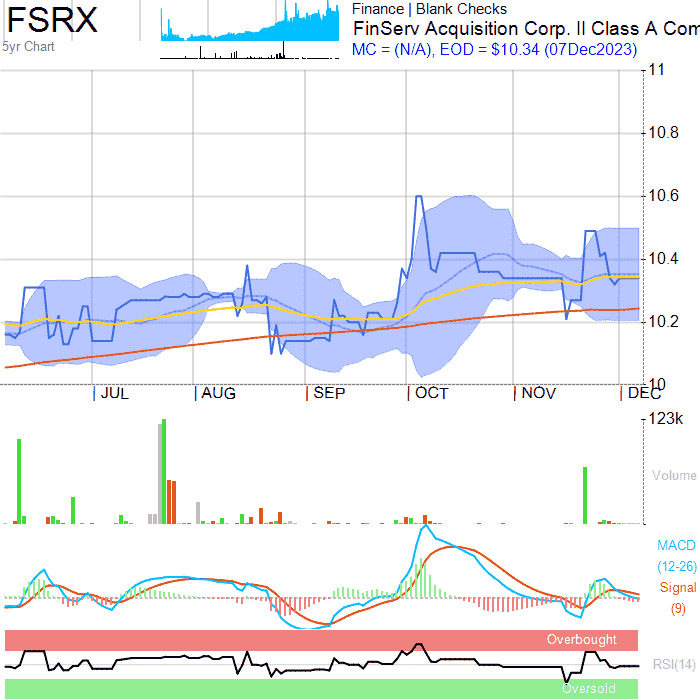 FSRX
5yr Chart
Finance | Blank Checks
FinServ Acquisition Corp. II Class A Com
MC = (N/A), EOD = $10.34 (07Dec2023)
11
10.8
10.6
10.4
10.2
10
JUL AUG SEP OCT NOV DEC
123k
Volume
MACD
(12-26)
Signal
(9)
Overbought
RSI(14)
Oversold